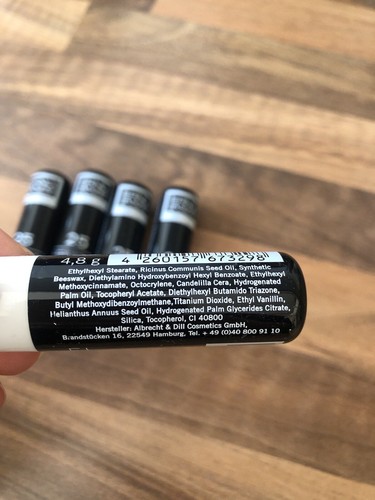 25
4,8 g
4 260157 673298
Ethylhexyl Stearate, Ricinus Communis Seed Oil, Synthetic
Beeswax, Diethylamino Hydroxybenzoyl Hexyl Benzoate, Ethylhexyl
Methoxycinnamate, Octocrylene, Candelilla Cera, Hydrogenated
Palm Oil, Tocopheryl Acetate, Diethylhexyl Butamido Triazone,
Butyl Methoxydibenzoylmethane,Titanium Dioxide, Ethyl Vanillin,
Helianthus Annuus Seed Oil, Hydrogenated Palm Glycerides Citrate,
Silica, Tocopherol, CI 40800
Hersteller: Albrecht & Dill Cosmetics GmbH,
Brandstücken 16, 22549 Hamburg, Tel. + 49 (0)40 800 91 10